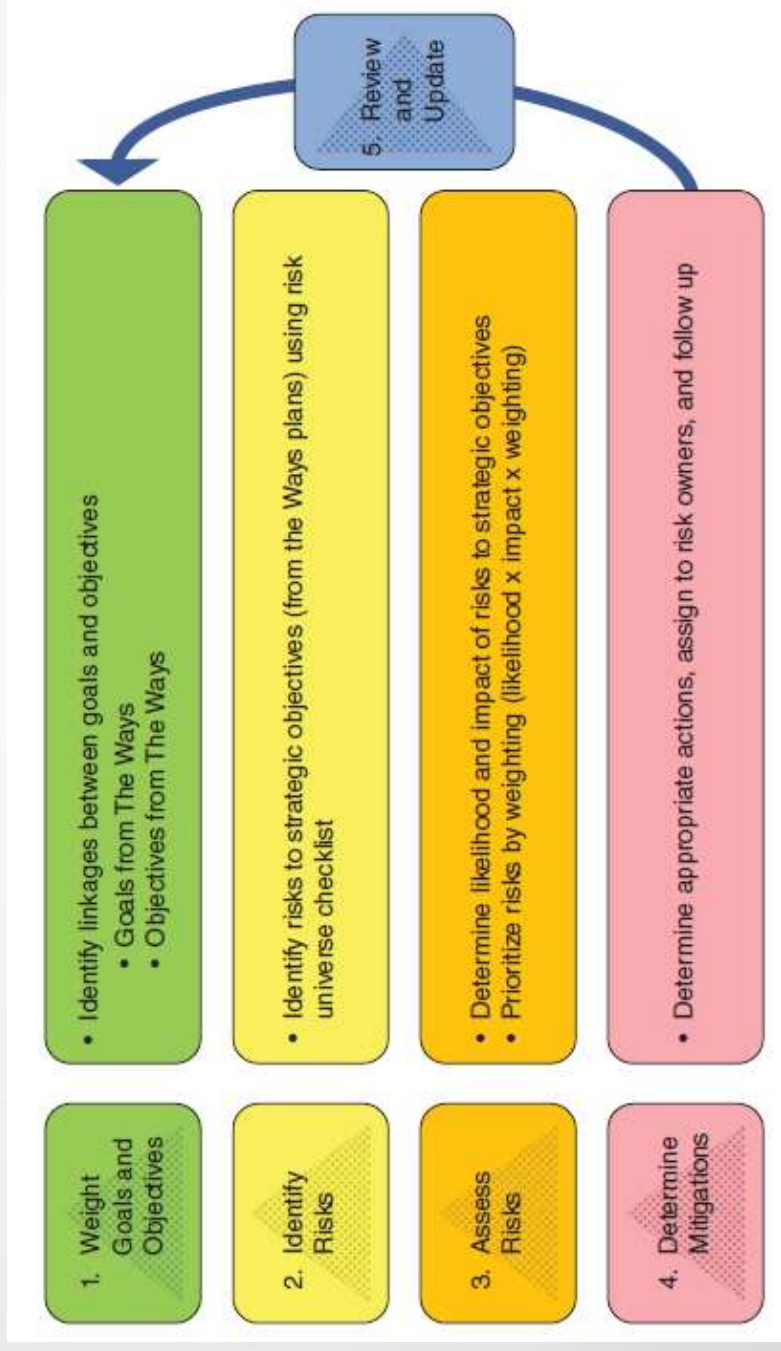 1. Weight
Goals and
Objectives
• Identify linkages between goals and objectives
• Goals from The Ways
• Objectives from The Ways
2. Identify
Risks
• Identify risks to strategic objectives (from the Ways plans) using risk
universe checklist
3. Assess
Risks
• Determine likelihood and impact of risks to strategic objectives
• Prioritize risks by weighting (likelihood x impact x weighting)
4. Determine
Mitigations
• Determine appropriate actions, assign to risk owners, and follow up
5. Review
and
Update